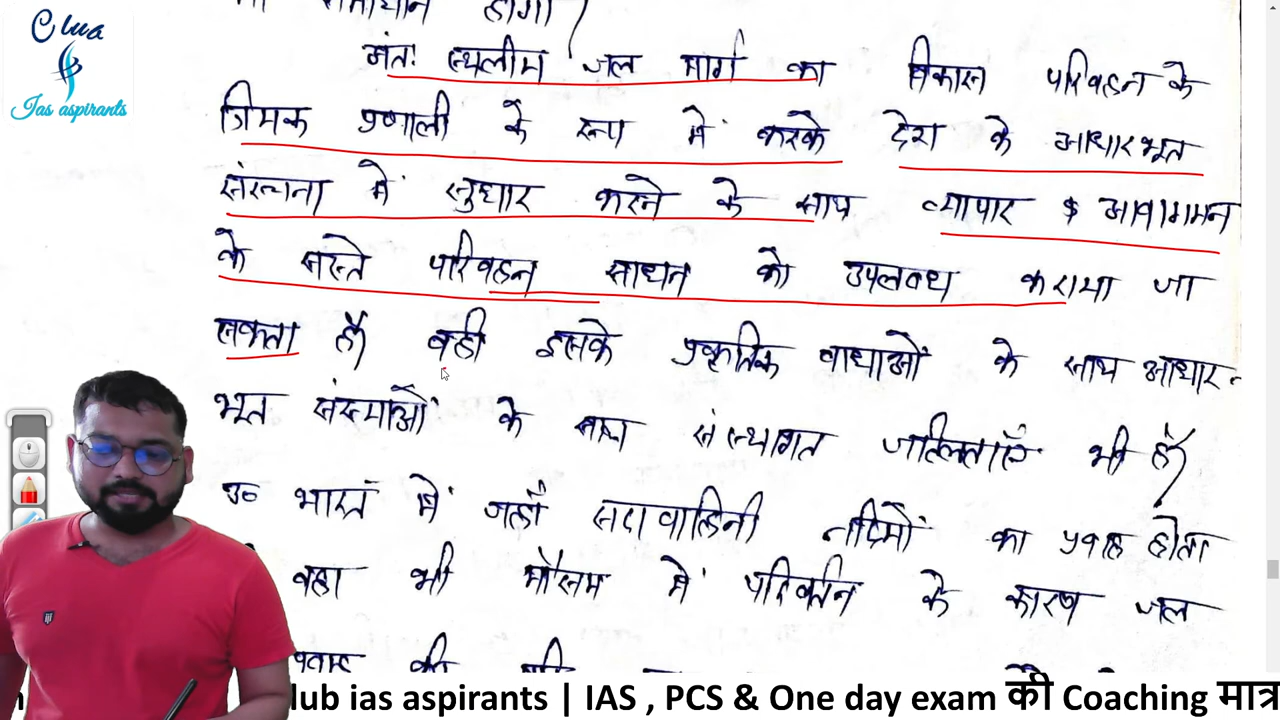 Club
Ias aspirants
समाधान होगा।
अंतः स्थलीय जल मार्ग का विकास परिवहन के
त्रिमक प्रणाली के रूप में करके देश के आधारभूत
संरचना में सुधार करने के साथ व्यापार & आवागमन
के सस्ते परिवहन साधन को उपलब्ध कराया जा
सकता है। वही इसके प्रकृतिक बाधाओं के साथ आधार-
भूत संस्याओं के साथ संस्थागत जटिलताएँ भी है।
उ० भारत में जहाँ सदावाहिनी नदियों का प्रवाह होता
वहा भी मौसम में परिवर्तन के कारण जल
lub ias aspirants | IAS , PCS & One day exam की Coaching मात्र